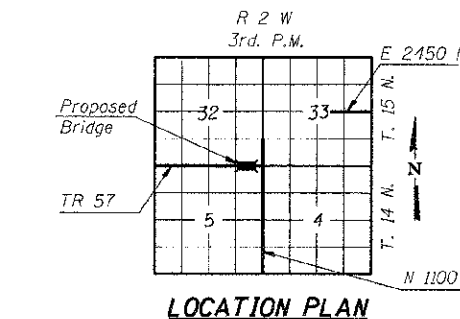 R 2 W
3rd. P.M.
E 2450
Proposed
Bridge
32
33
T. 15 N.
N
TR 57
5
4
T. 14 N.
N 1100
LOCATION PLAN